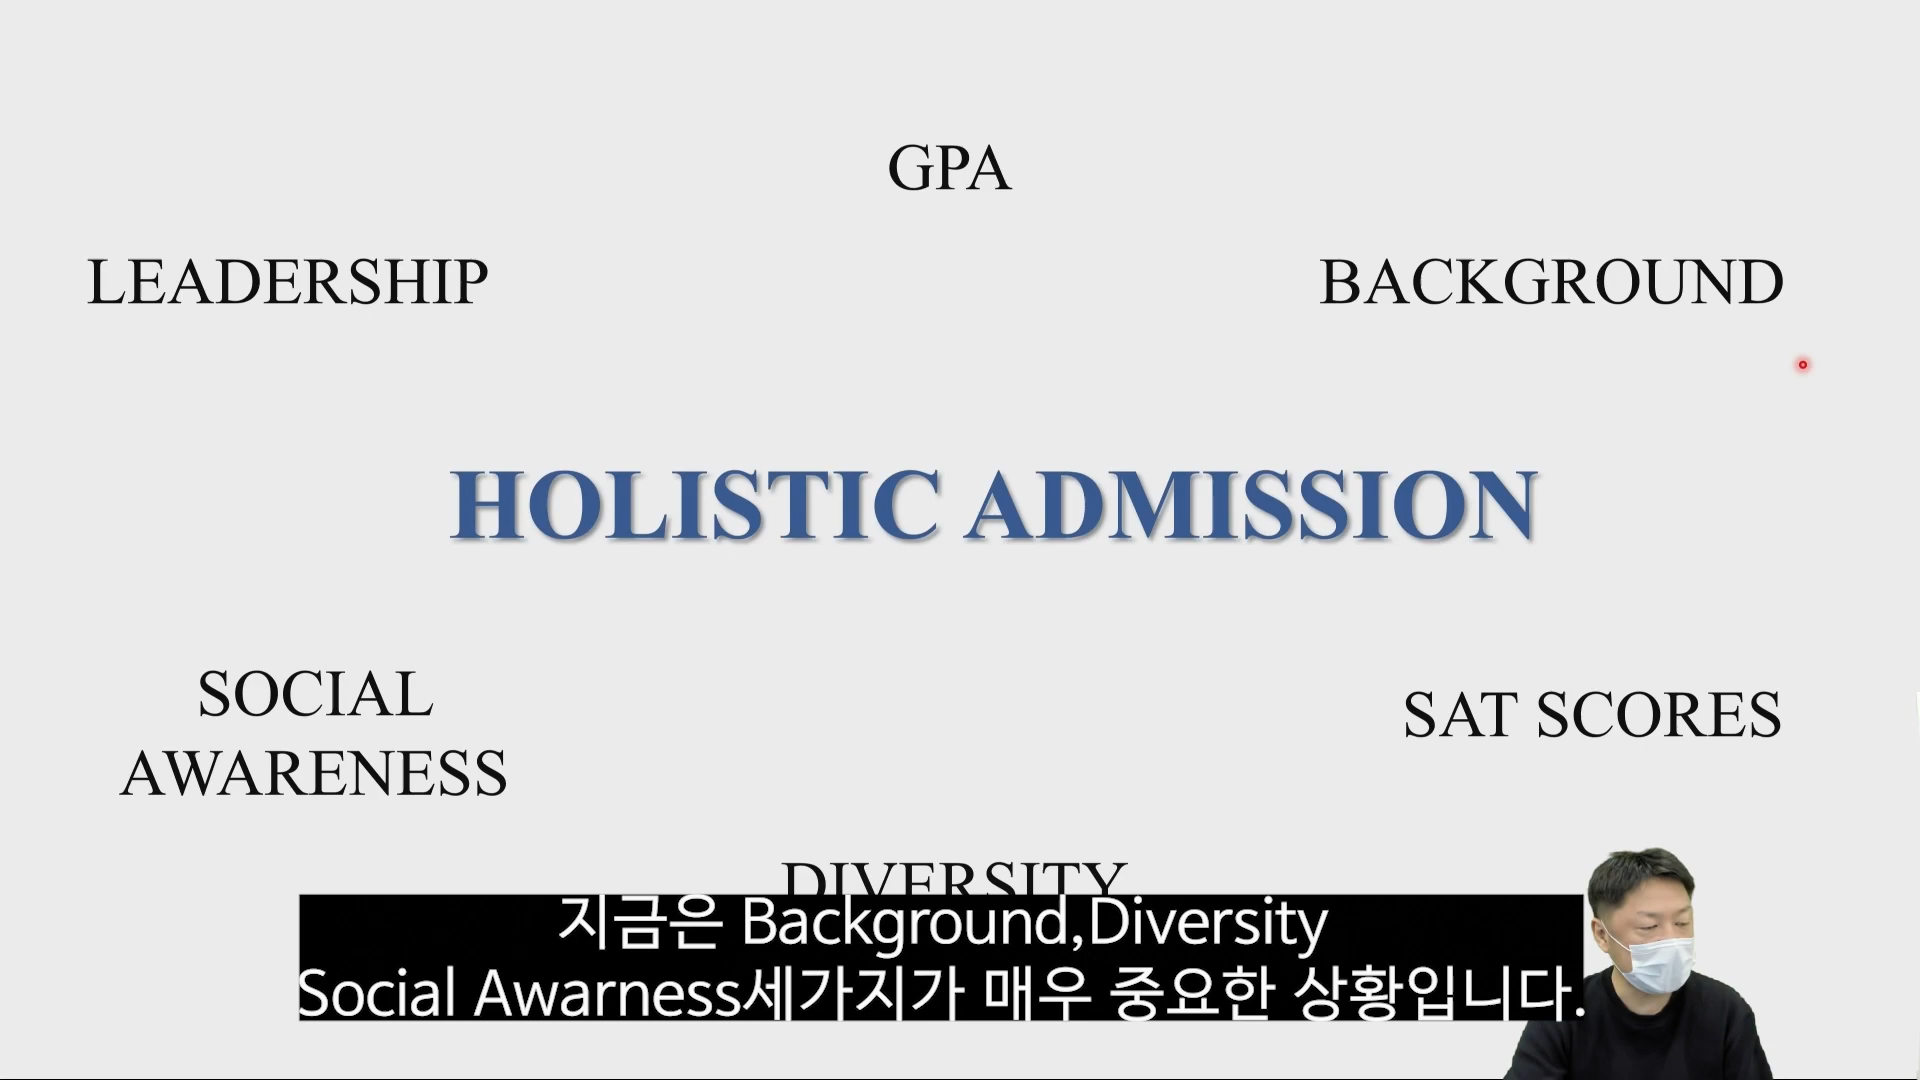 GPA
LEADERSHIP
BACKGROUND
HOLISTIC ADMISSION
SOCIAL
AWARENESS
SAT SCORES
DIVERSITY
지금은 Background,Diversity
Social Awarness세가지가 매우 중요한 상황입니다.